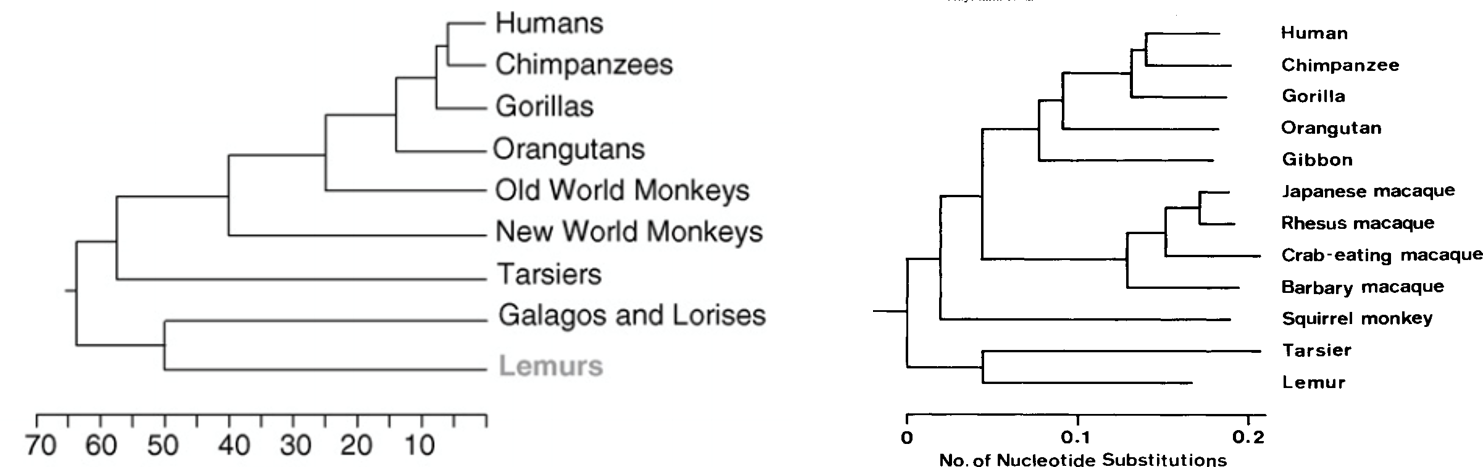 Humans
Chimpanzees
Gorillas
Orangutans
Old World Monkeys
New World Monkeys
Tarsiers
Galagos and Lorises
Lemurs
70 60 50 40 30 20 10
Human
Chimpanzee
Gorilla
Orangutan
Gibbon
Japanese macaque
Rhesus macaque
Crab-eating macaque
Barbary macaque
Squirrel monkey
Tarsier
Lemur
0 0.1 0.2
No. of Nucleotide Substitutions